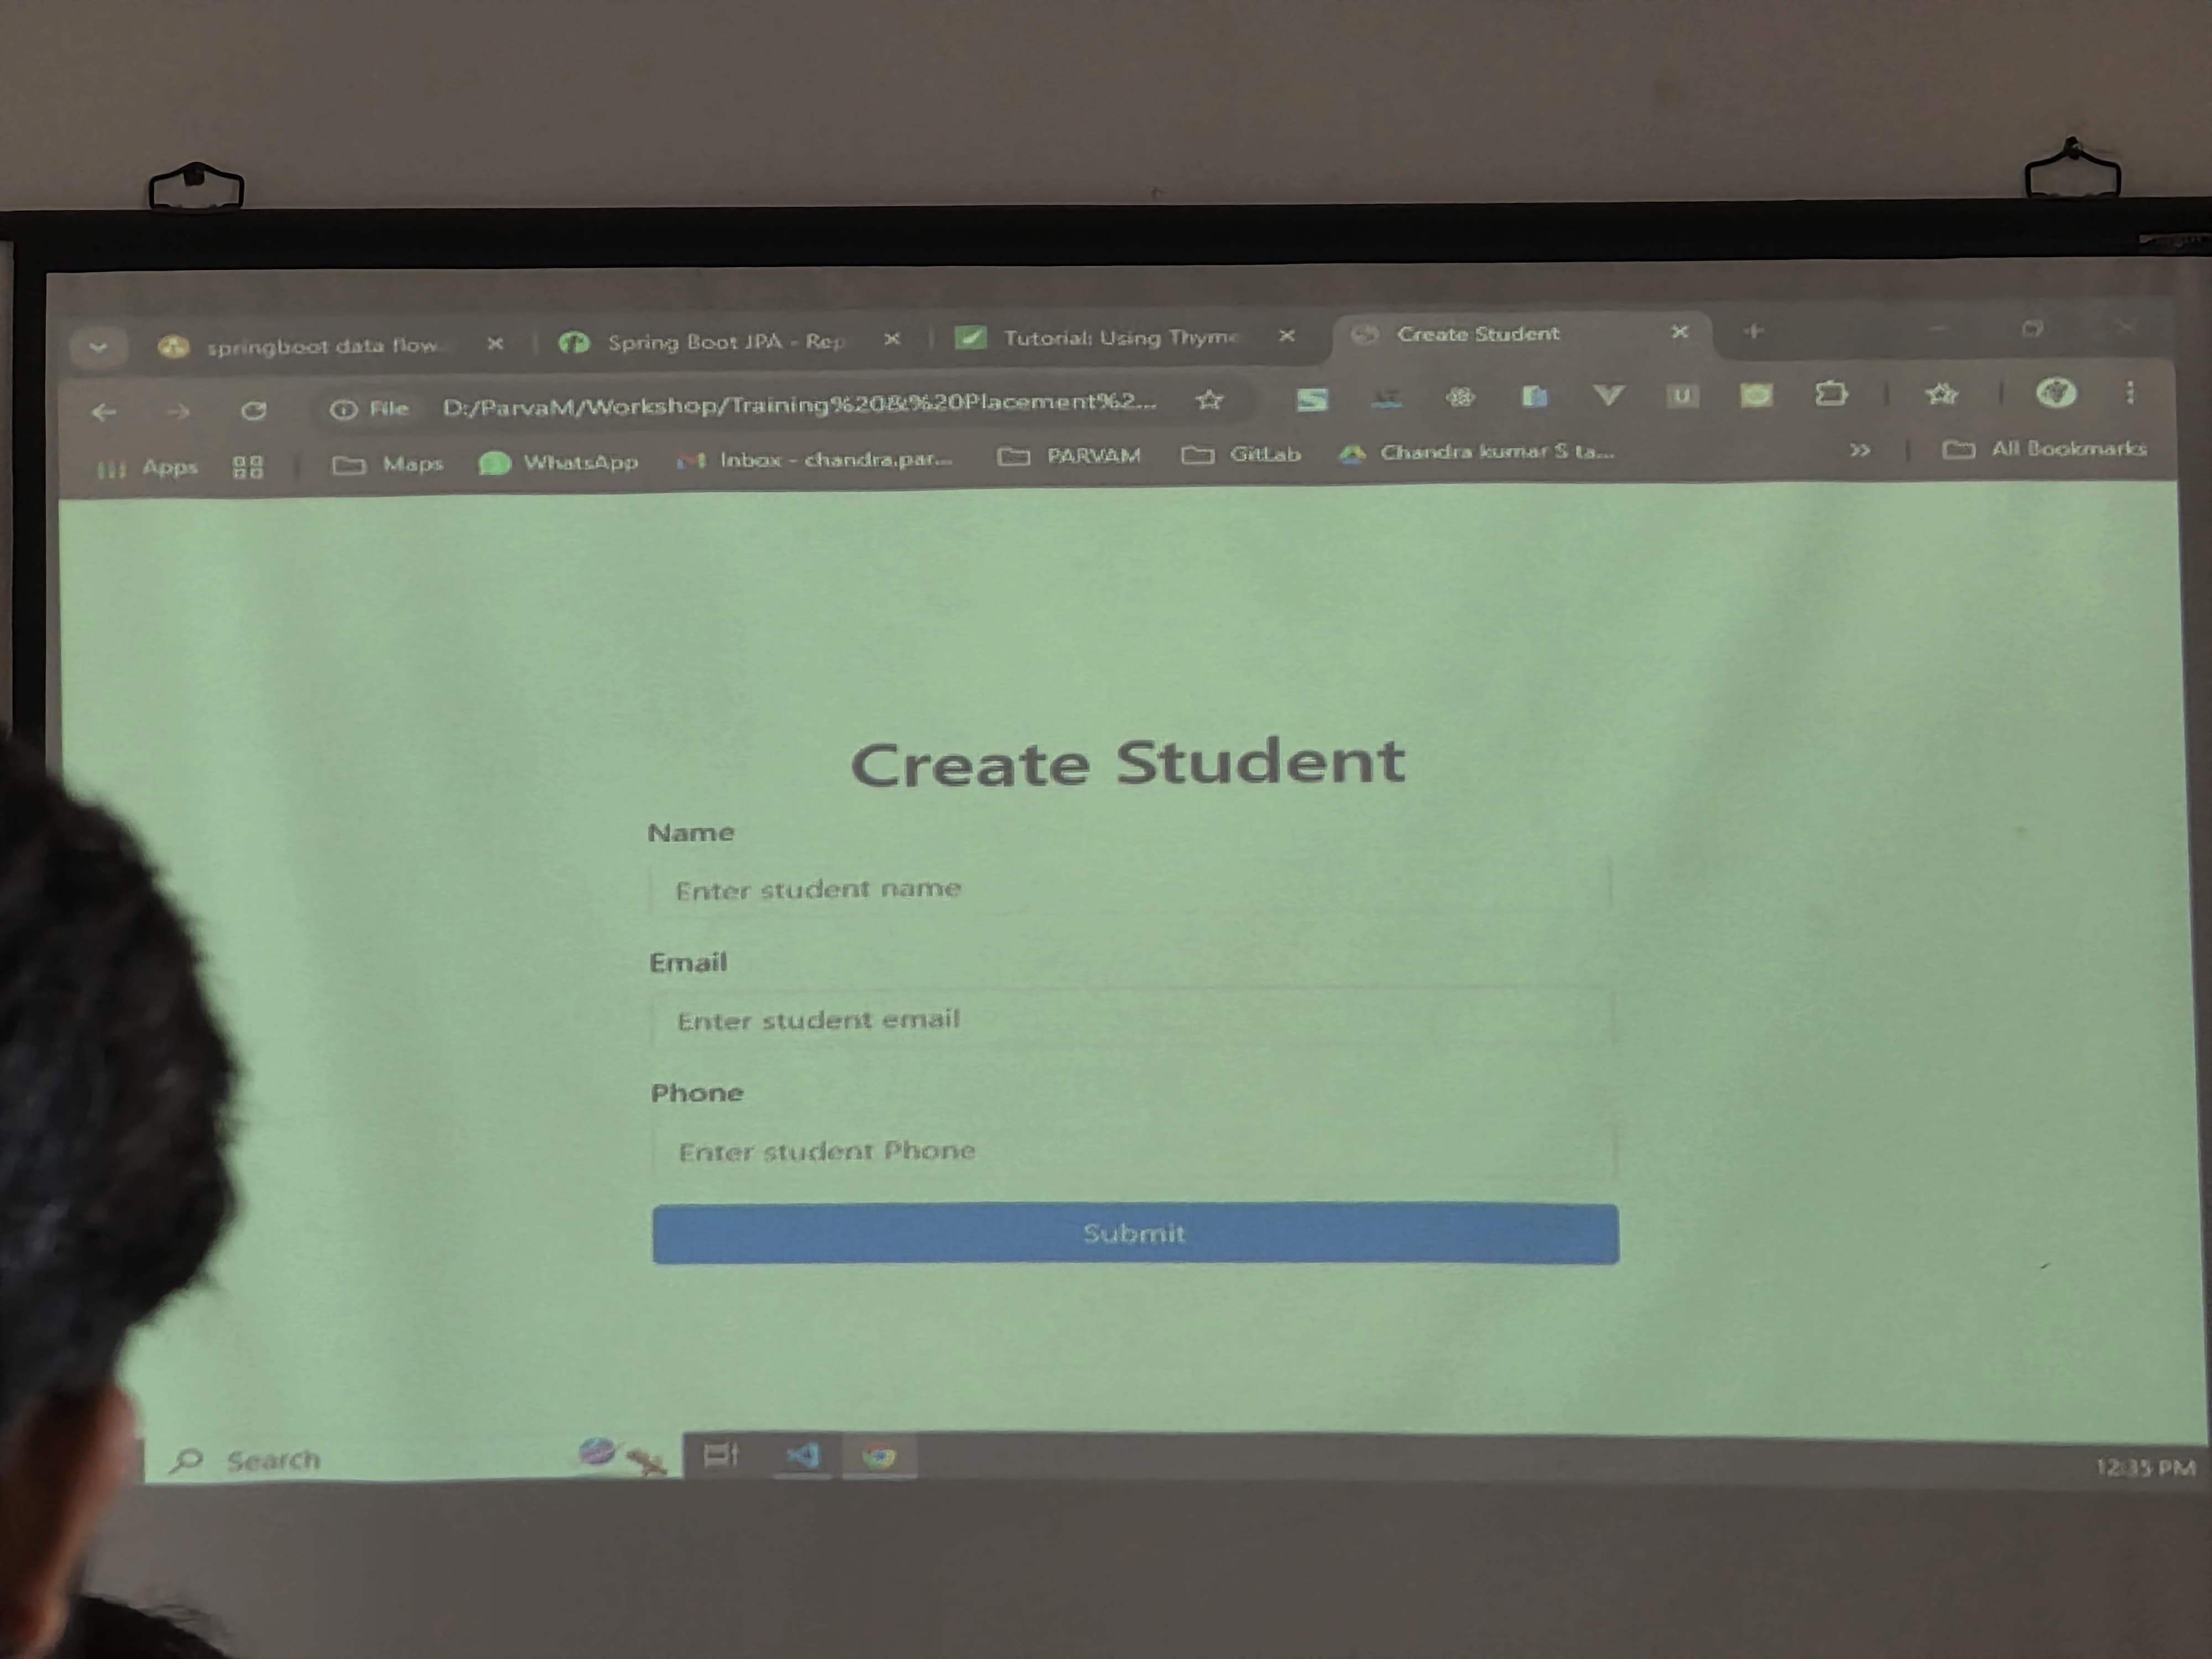 springboot data flow
Spring Boot JPA - Rep
Tutorial: Using Thyme
Create Student
File D:/ParvaM/Workshop/Training%20&%20Placement%2...
U
Apps Maps WhatsApp Inbox - chandra.par... PARVAM GitLab Chandra kumar S ta... All Bookmarks
Create Student
Name
Enter student name
Email
Enter student email
Phone
Enter student Phone
Submit
Search
12:35 PM